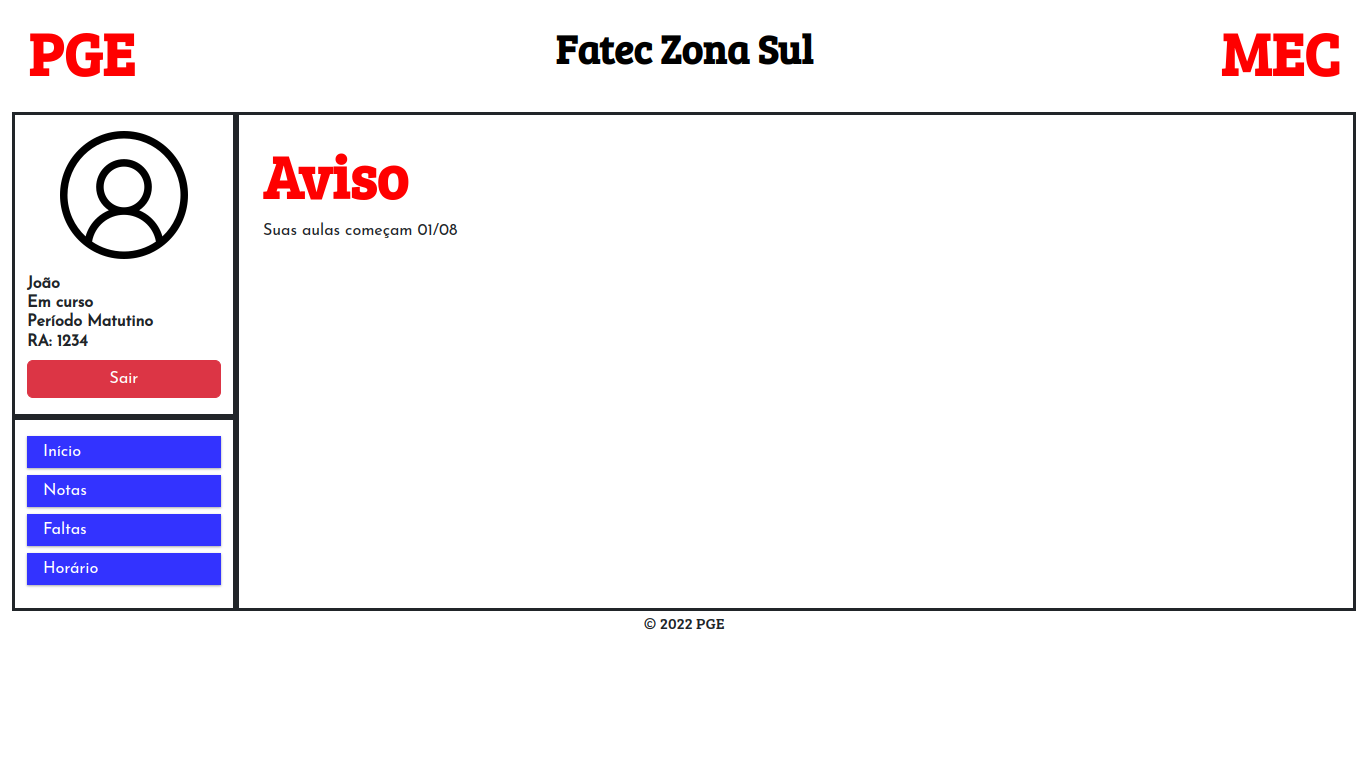 PGE
Fatec Zona Sul
MEC
João
Em curso
Período Matutino
RA: 1234
Sair
Início
Notas
Faltas
Horário
Aviso
Suas aulas começam 01/08
© 2022 PGE